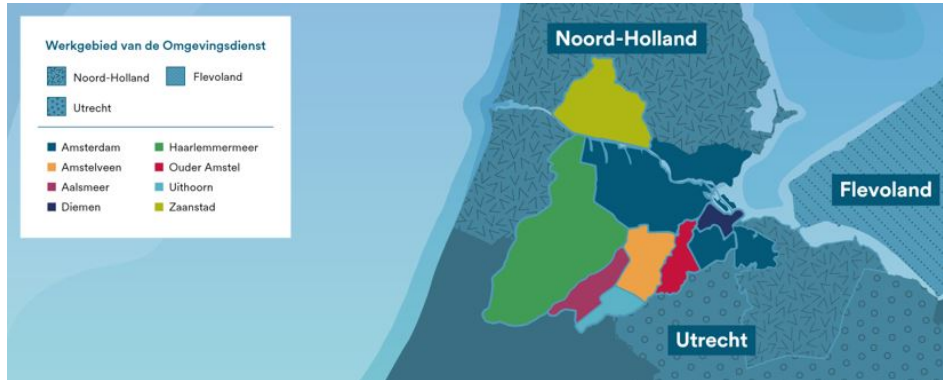 Werkgebied van de Omgevingsdienst
Noord-Holland
Flevoland
Utrecht
Amsterdam
Haarlemmermeer
Amstelveen
Ouder Amstel
Aalsmeer
Uithoorn
Diemen
Zaanstad
Noord-Holland
Flevoland
Utrecht